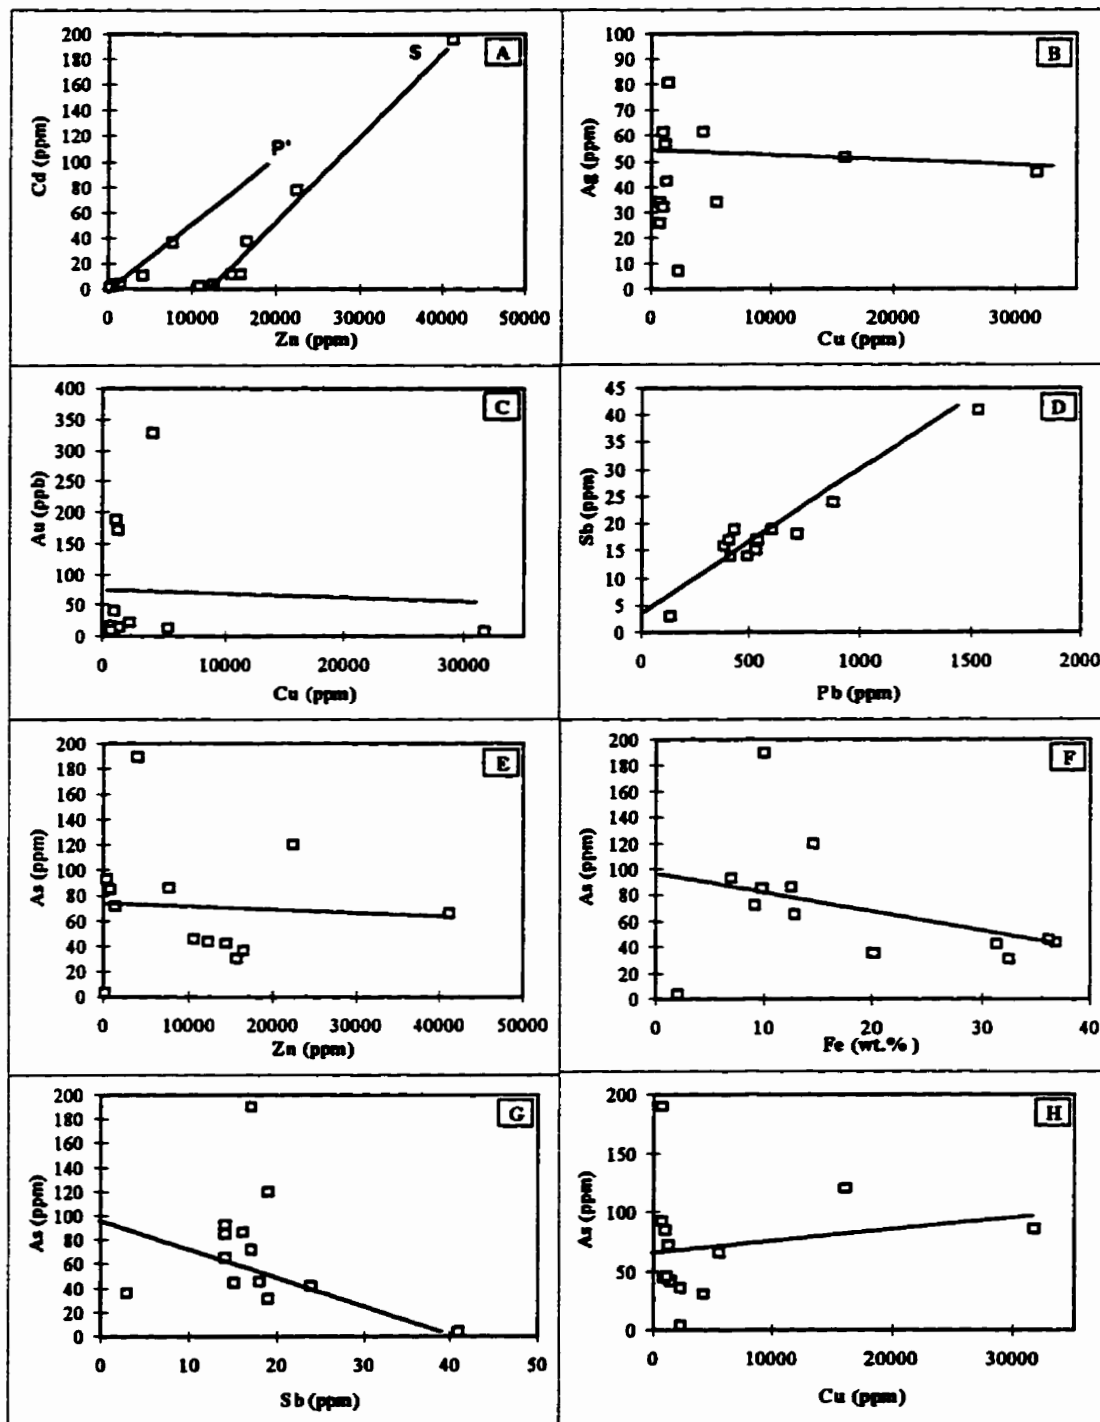 A
Cd (ppm)
200
180
160
140
120
100
80
60
40
20
0
S
P'
0 10000 20000 30000 40000 50000
Zn (ppm)
B
Ag (ppm)
100
90
80
70
60
50
40
30
20
10
0
0 10000 20000 30000
Cu (ppm)
C
Au (ppb)
400
350
300
250
200
150
100
50
0
0 10000 20000 30000
Cu (ppm)
D
Sb (ppm)
45
40
35
30
25
20
15
10
5
0
0 500 1000 1500 2000
Pb (ppm)
E
As (ppm)
200
180
160
140
120
100
80
60
40
20
0
0 10000 20000 30000 40000 50000
Zn (ppm)
F
As (ppm)
200
180
160
140
120
100
80
60
40
20
0
0 10 20 30 40
Fe (wt.% )
G
As (ppm)
200
180
160
140
120
100
80
60
40
20
0
0 20 30 40 50
Sb (ppm)
H
As (ppm)
200
150
100
50
0
0 10000 20000 30000
Cu (ppm)